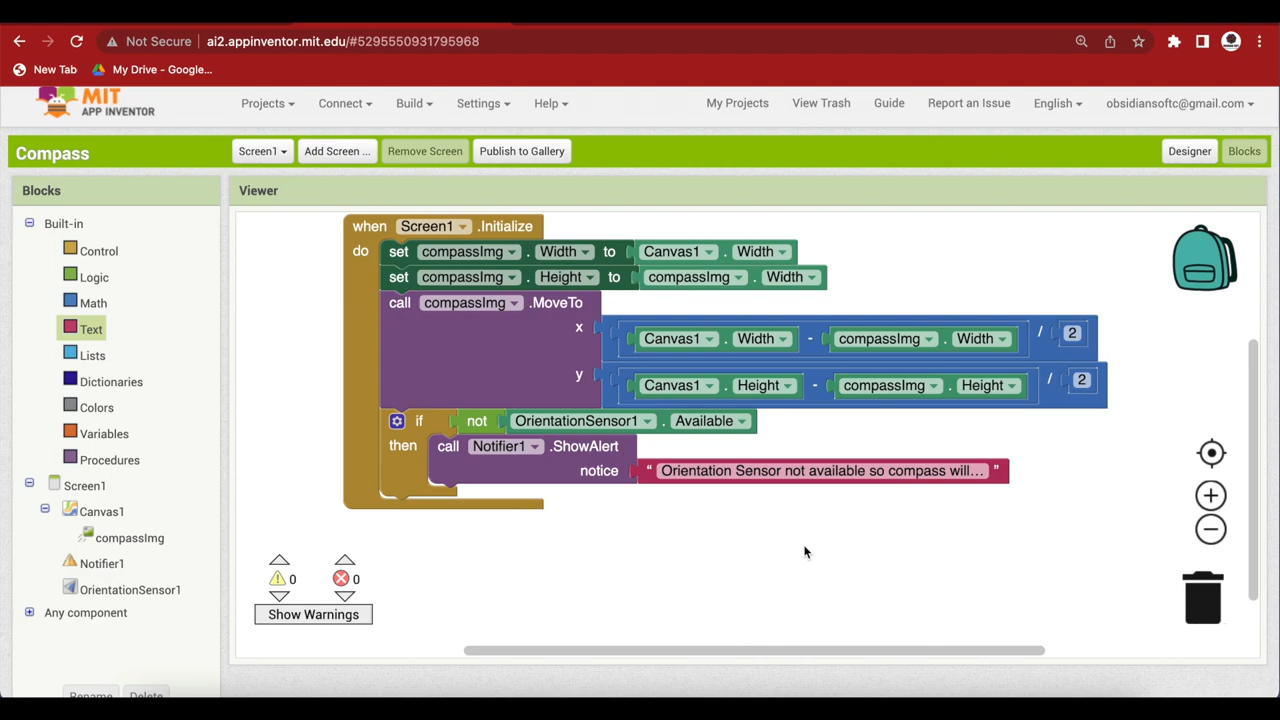 Not Secure ai2.appinventor.mit.edu/#5295550931795968
New Tab My Drive - Google...
MIT
APP INVENTOR
Projects Connect Build Settings Help My Projects View Trash Guide Report an Issue English obsidiansoftc@gmail.com
Compass Screen1 Add Screen ... Remove Screen Publish to Gallery Designer Blocks
Blocks
Viewer
Built-in
Control
Logic
Math
Text
Lists
Dictionaries
Colors
Variables
Procedures
Screen1
Canvas1
compassImg
Notifier1
OrientationSensor1
Any component
Rename Delete
when Screen1 .Initialize
do set compassImg . Width to Canvas1 . Width
set compassImg . Height to compassImg . Width
call compassImg .MoveTo
x Canvas1 . Width - compassImg . Width / 2
y Canvas1 . Height - compassImg . Height / 2
if not OrientationSensor1 . Available
then call Notifier1 .ShowAlert
notice “ Orientation Sensor not available so compass will... ”
0 0
Show Warnings